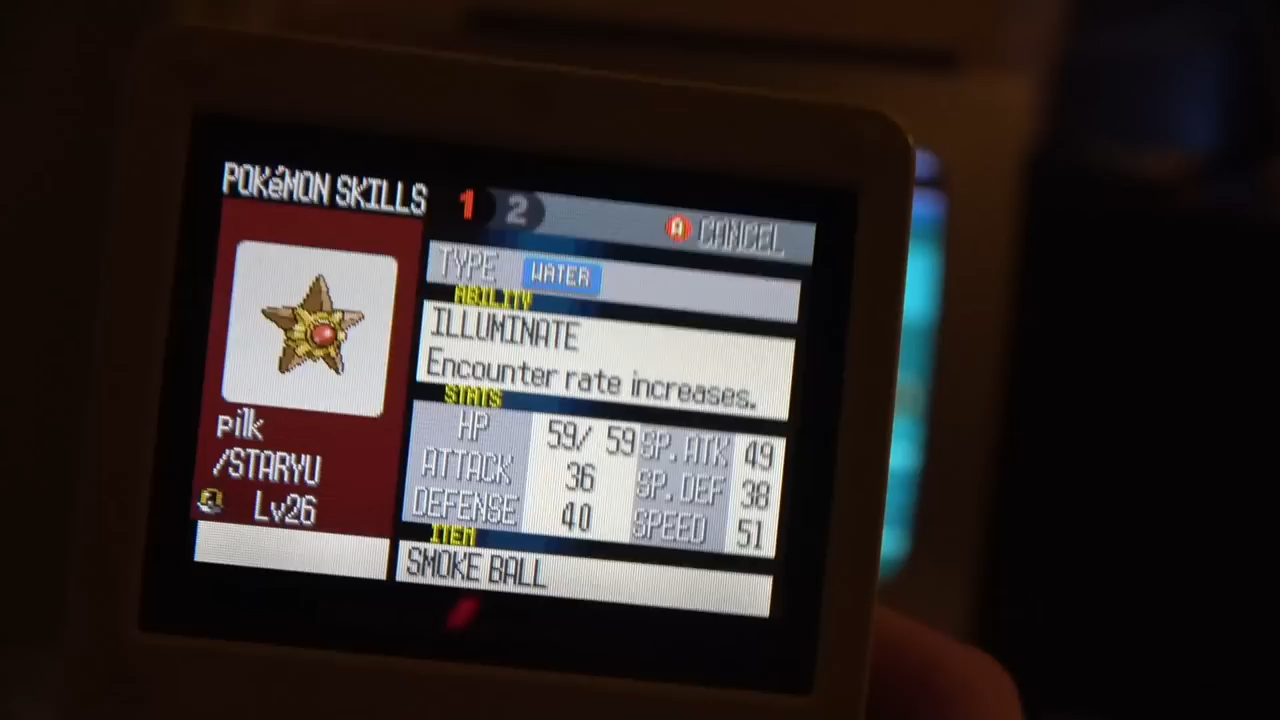 POKéMON SKILLS
1 2
A CANCEL
TYPE WATER
ABILITY
ILLUMINATE
Encounter rate increases.
STATS
HP 59/ 59 SP. ATK 49
ATTACK 36 SP. DEF 38
DEFENSE 40 SPEED 51
pilk
/STARYU
Lv26
ITEM
SMOKE BALL